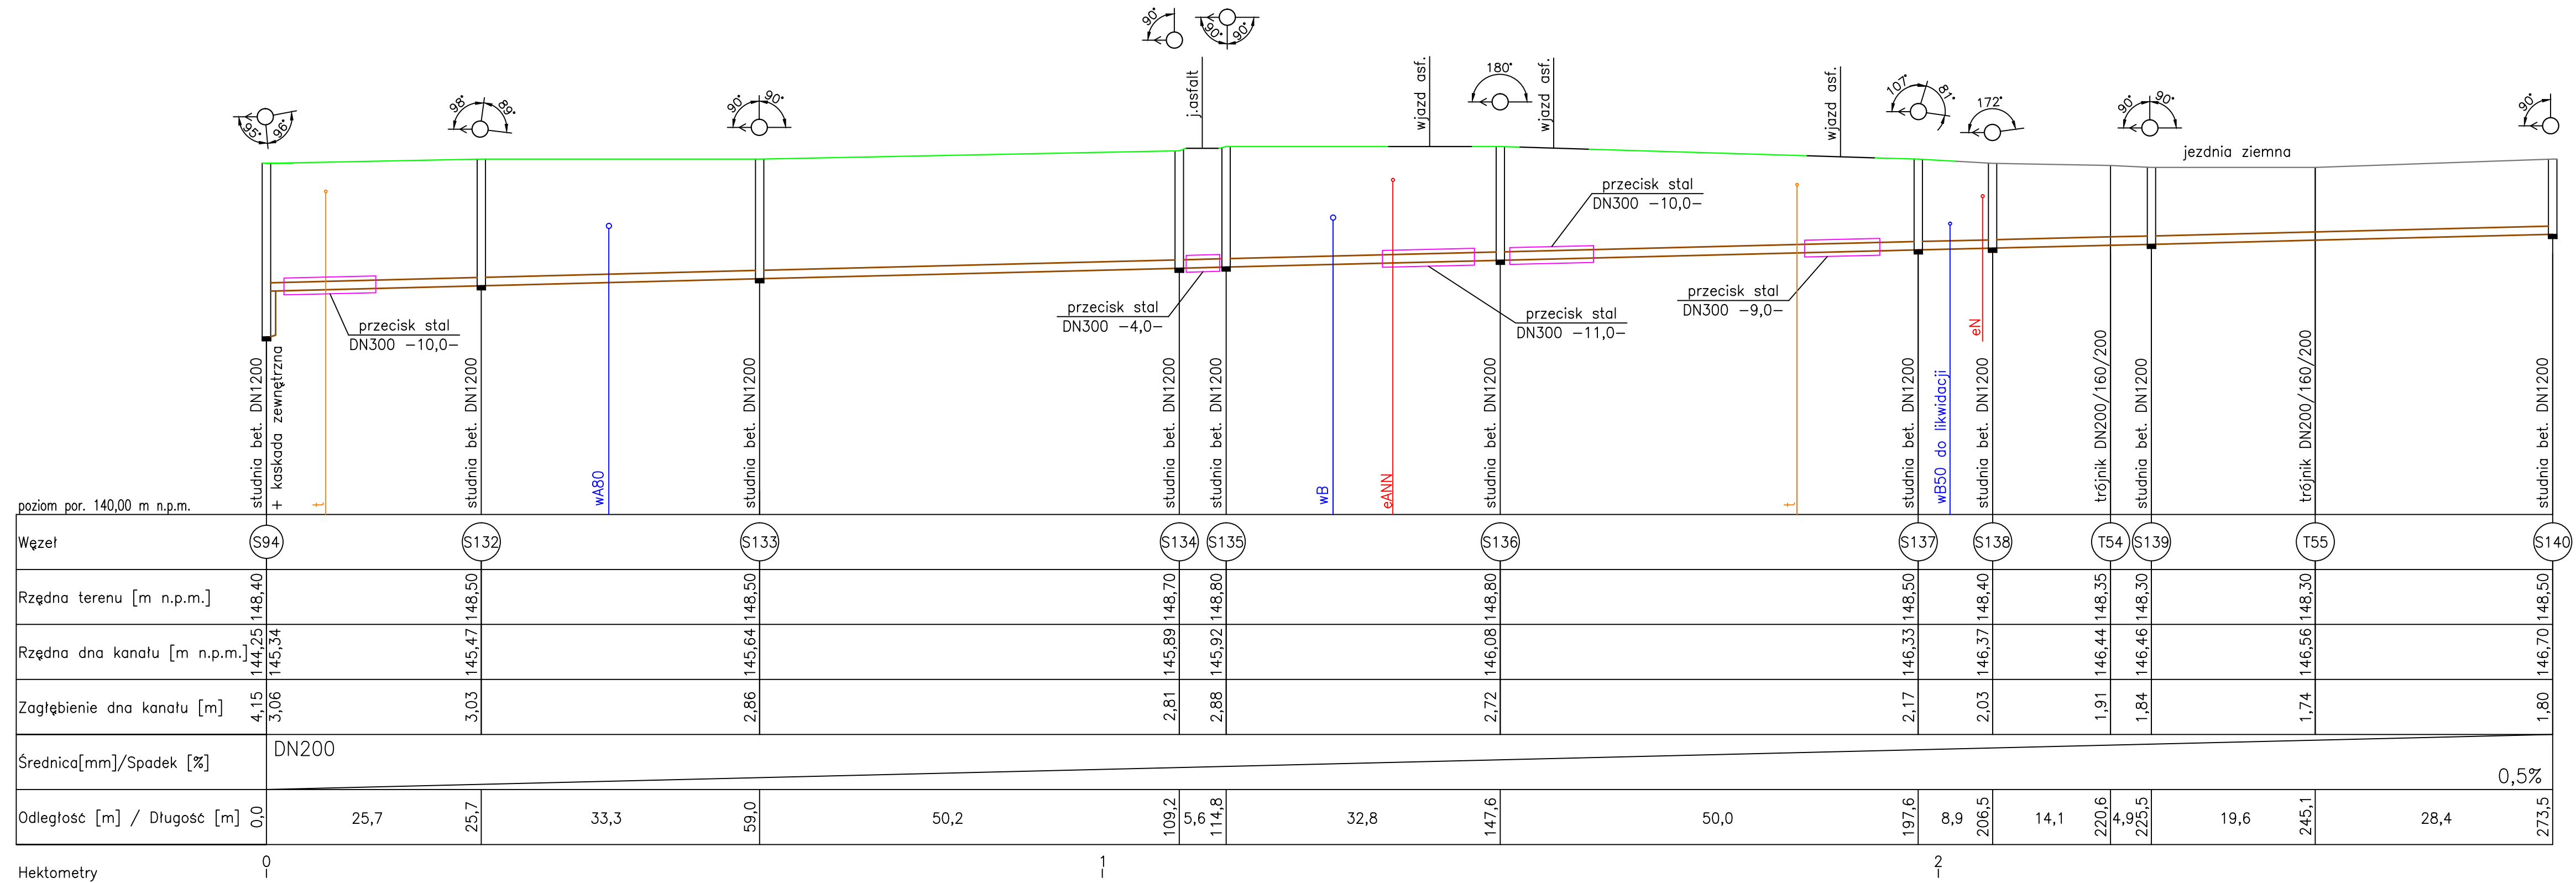 90°
90° 90°
95° 96°
98° 89°
90° 90°
j.asfalt
wjazd asf.
180°
wjazd asf.
wjazd asf.
107° 81°
172°
90° 90°
90°
jezdnia ziemna
przecisk stal
DN300 -10,0-
przecisk stal
DN300 -4,0-
przecisk stal
DN300 -11,0-
przecisk stal
DN300 -10,0-
przecisk stal
DN300 -9,0-
studnia bet. DN1200
+ kaskada zewnętrzna
t
studnia bet. DN1200
wA80
studnia bet. DN1200
studnia bet. DN1200
studnia bet. DN1200
wB
eANN
studnia bet. DN1200
t
studnia bet. DN1200
wB50 do likwidacji
eN
studnia bet. DN1200
trójnik DN200/160/200
studnia bet. DN1200
trójnik DN200/160/200
studnia bet. DN1200
poziom por. 140,00 m n.p.m.
Węzeł S94 S132 S133 S134 S135 S136 S137 S138 T54 S139 T55 S140
Rzędna terenu [m n.p.m.] 148,40 148,50 148,50 148,70 148,80 148,80 148,50 148,40 148,35 148,30 148,30 148,50
Rzędna dna kanału [m n.p.m.] 144,25 145,34 145,47 145,64 145,89 145,92 146,08 146,33 146,37 146,44 146,46 146,56 146,70
Zagłębienie dna kanału [m] 4,15 3,06 3,03 2,86 2,81 2,88 2,72 2,17 2,03 1,91 1,84 1,74 1,80
Średnica[mm]/Spadek [%] DN200 0,5%
Odległość [m] / Długość [m] 0,0 25,7 25,7 33,3 59,0 50,2 109,2 5,6 114,8 32,8 147,6 50,0 197,6 8,9 206,5 14,1 220,6 4,9 225,5 19,6 245,1 28,4 273,5
Hektometry 0 1 2